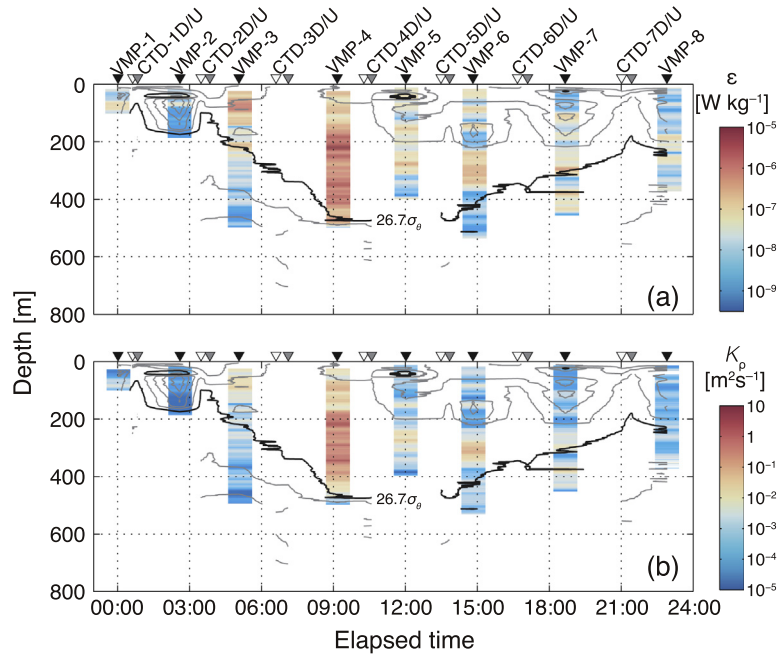 VMP-1 CTD-1D/U VMP-2 CTD-2D/U VMP-3 CTD-3D/U VMP-4 CTD-4D/U VMP-5 CTD-5D/U VMP-6 CTD-6D/U VMP-7 CTD-7D/U VMP-8
ε
[W kg⁻¹]
0
200
400
600
800
26.7σθ
(a)
10⁻⁵
10⁻⁶
10⁻⁷
10⁻⁸
10⁻⁹
Depth [m]
Kρ
[m²s⁻¹]
0
200
400
600
800
26.7σθ
(b)
10
1
10⁻¹
10⁻²
10⁻³
10⁻⁴
10⁻⁵
00:00 03:00 06:00 09:00 12:00 15:00 18:00 21:00 24:00
Elapsed time